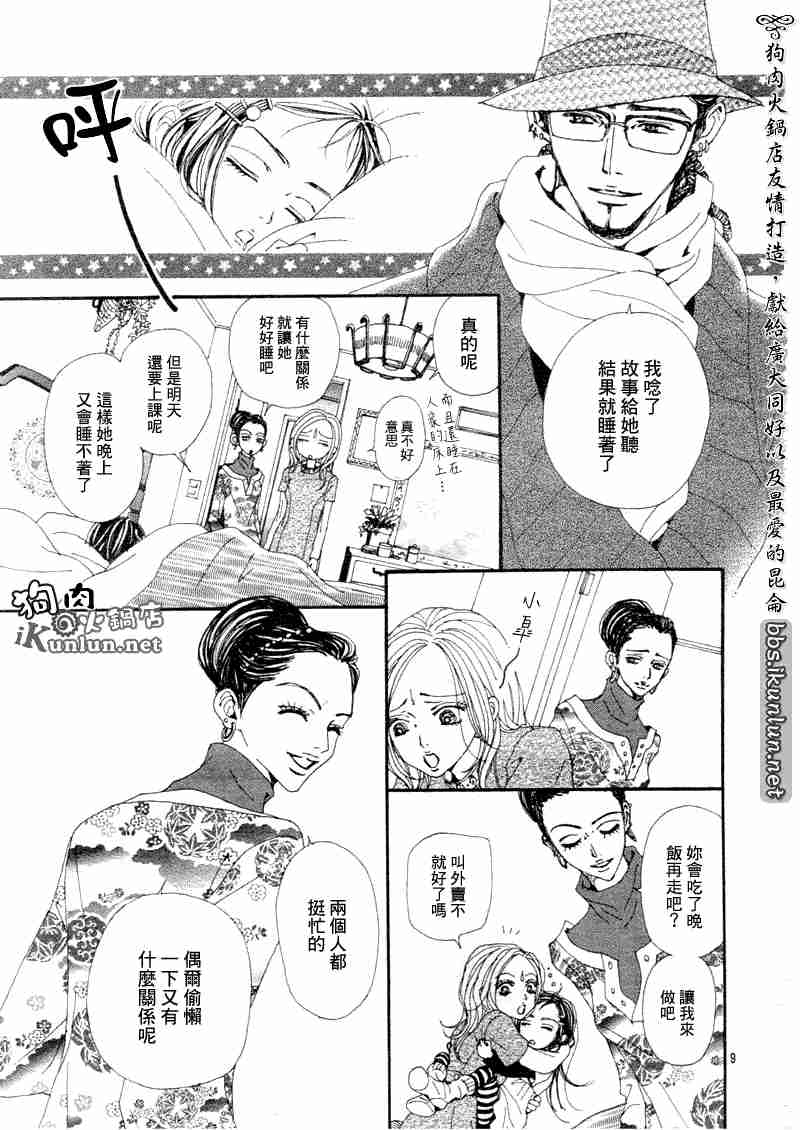 呼
我唸了
故事給她聽
結果就睡著了
真的呢
有什麼關係
就讓她
好好睡吧
而且還睡在
人家的床上…
真不好
意思
但是明天
還要上課呢
這樣她晚上
又會睡不著了
小
妳會吃了晚
飯再走吧？
叫外賣不
就好了嗎
讓我來
做吧
兩個人都
挺忙的
偶爾偷懶
一下又有
什麼關係呢
9
狗肉火鍋店友情打造，獻給廣大同好以及最愛的昆侖
bbs.ikunlun.net
狗肉
火鍋店
iKunlun.net